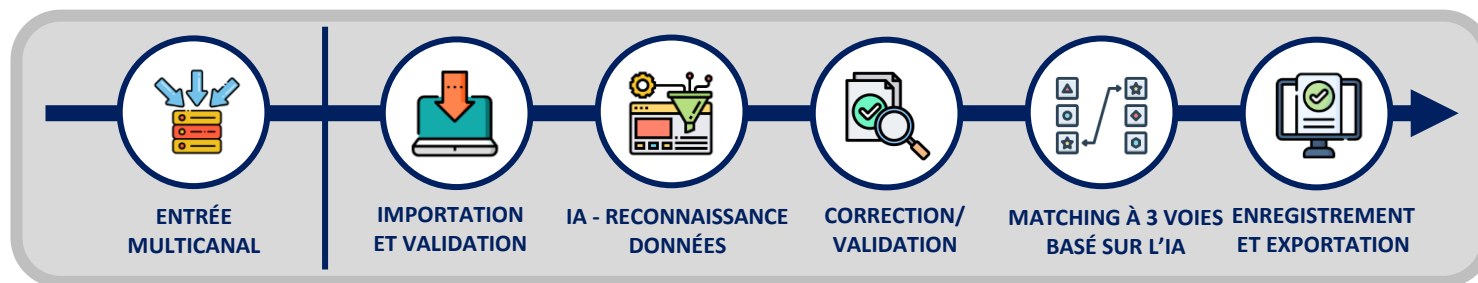 ENTRÉE
MULTICANAL
IMPORTATION
ET VALIDATION
IA - RECONNAISSANCE
DONNÉES
CORRECTION/
VALIDATION
MATCHING À 3 VOIES
BASÉ SUR L’IA
ENREGISTREMENT
ET EXPORTATION